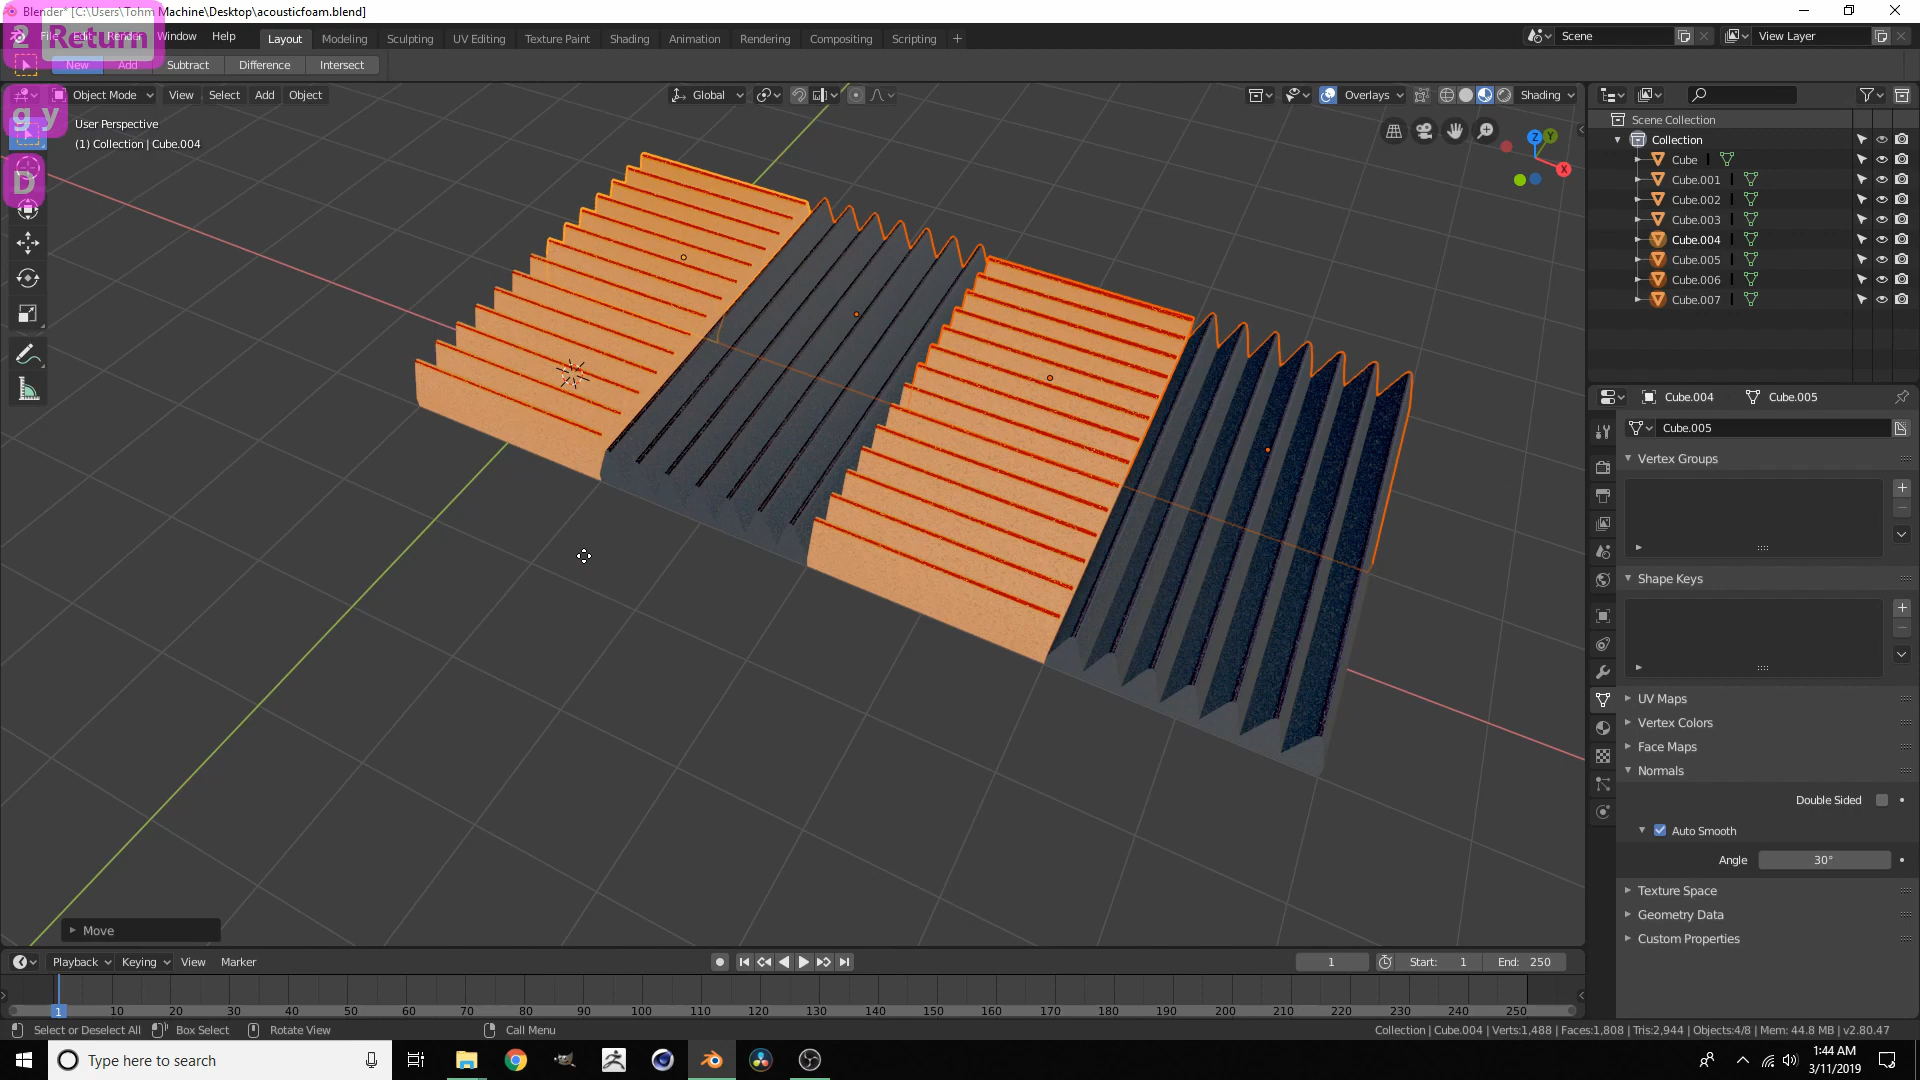 Blender* [C:\Users\Tohm Machine\Desktop\acousticfoam.blend]
2 Return
File Edit Render Window Help Layout Modeling Sculpting UV Editing Texture Paint Shading Animation Rendering Compositing Scripting + Scene View Layer
New Add Subtract Difference Intersect
Object Mode View Select Add Object Global Overlays Shading
g y
User Perspective
(1) Collection | Cube.004
D
Z Y X
Scene Collection
Collection
Cube
Cube.001
Cube.002
Cube.003
Cube.004
Cube.005
Cube.006
Cube.007
Cube.004 Cube.005
Cube.005
Vertex Groups
Shape Keys
UV Maps
Vertex Colors
Face Maps
Normals
Double Sided
Auto Smooth
Angle 30°
Texture Space
Geometry Data
Custom Properties
Move
Playback Keying View Marker 1 Start: 1 End: 250
1 10 20 30 40 50 60 70 80 90 100 110 120 130 140 150 160 170 180 190 200 210 220 230 240 250
Select or Deselect All Box Select Rotate View Call Menu Collection | Cube.004 | Verts:1,488 | Faces:1,808 | Tris:2,944 | Objects:4/8 | Mem: 44.8 MB | v2.80.47
Type here to search
1:44 AM
3/11/2019